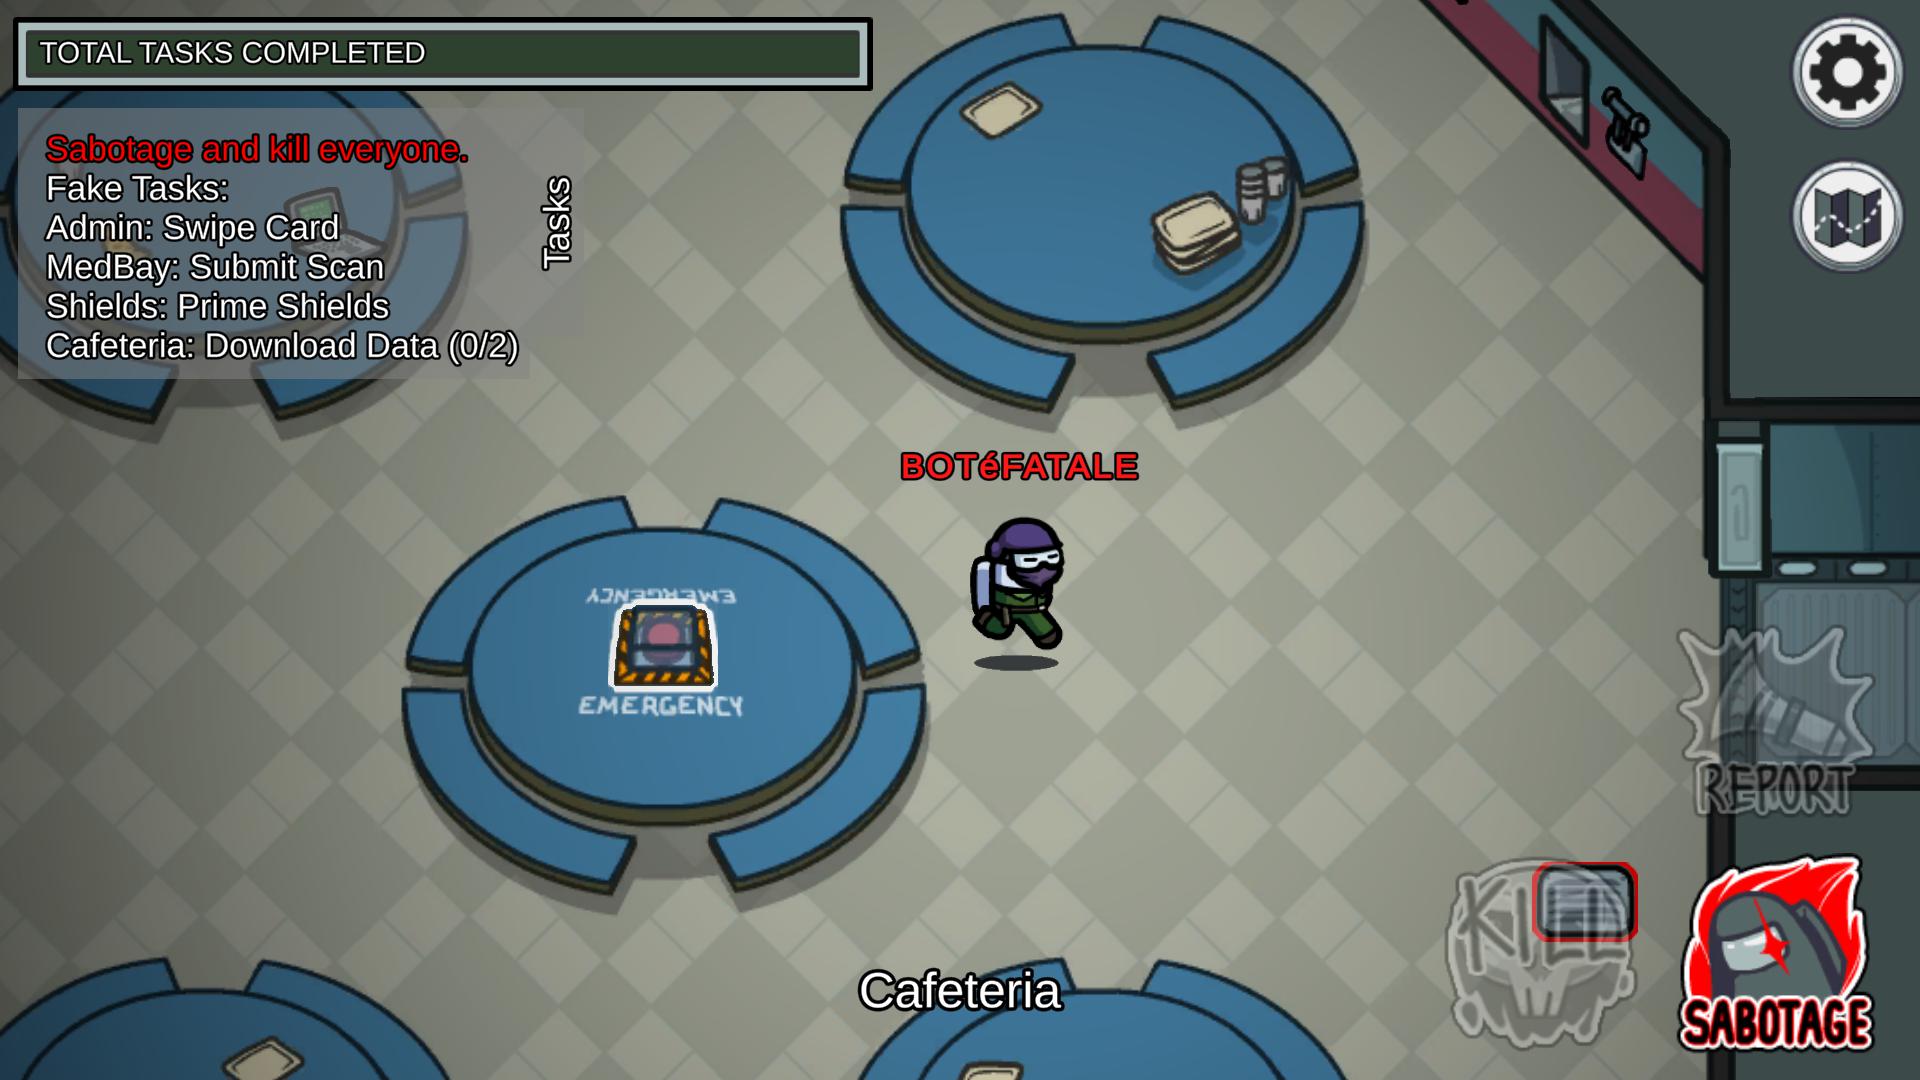 TOTAL TASKS COMPLETED
Sabotage and kill everyone.
Fake Tasks:
Admin: Swipe Card
MedBay: Submit Scan
Shields: Prime Shields
Cafeteria: Download Data (0/2)
Tasks
BOTéFATALE
EMERGENCY
EMERGENCY
REPORT
KILL
SABOTAGE
Cafeteria